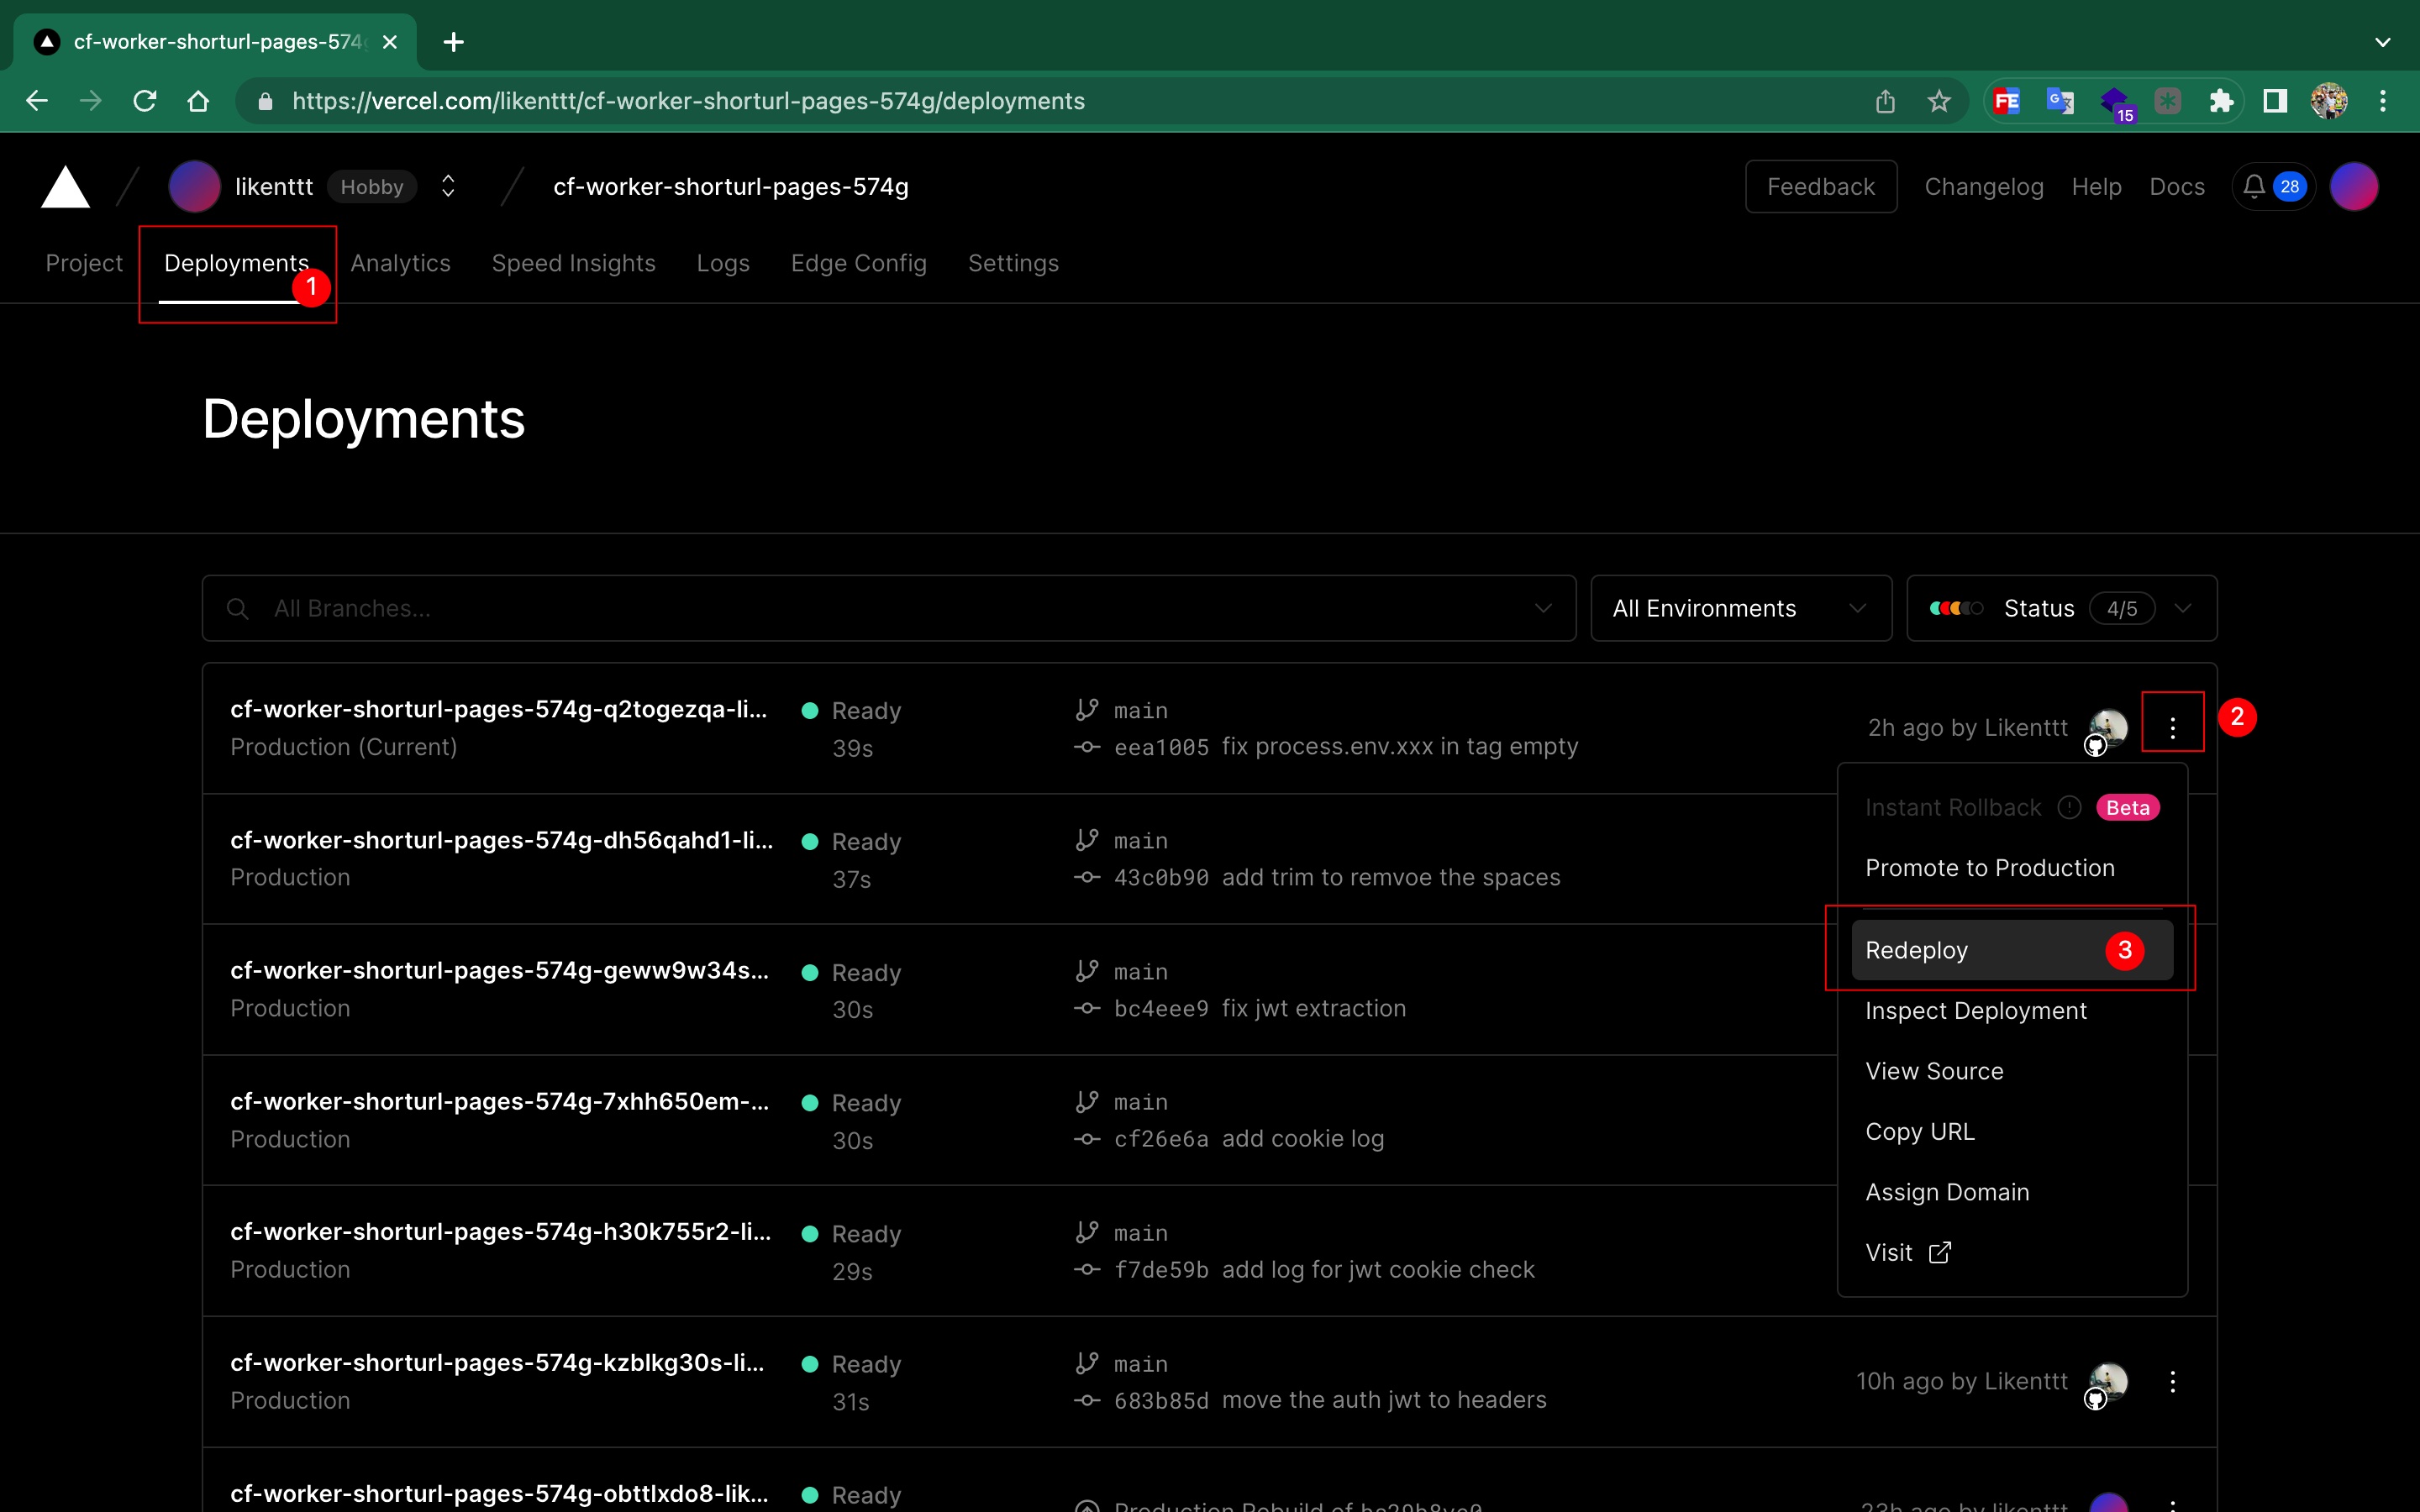 cf-worker-shorturl-pages-574
https://vercel.com/likenttt/cf-worker-shorturl-pages-574g/deployments
15
likenttt Hobby cf-worker-shorturl-pages-574g
Feedback Changelog Help Docs 28
Project Deployments Analytics Speed Insights Logs Edge Config Settings
1
Deployments
All Branches... All Environments Status 4/5
cf-worker-shorturl-pages-574g-q2togezqa-li... Ready main
Production (Current) 39s eea1005 fix process.env.xxx in tag empty
2h ago by Likenttt
2
cf-worker-shorturl-pages-574g-dh56qahd1-li... Ready main
Production 37s 43c0b90 add trim to remvoe the spaces
cf-worker-shorturl-pages-574g-geww9w34s... Ready main
Production 30s bc4eee9 fix jwt extraction
cf-worker-shorturl-pages-574g-7xhh650em-... Ready main
Production 30s cf26e6a add cookie log
cf-worker-shorturl-pages-574g-h30k755r2-li... Ready main
Production 29s f7de59b add log for jwt cookie check
Instant Rollback Beta
Promote to Production
Redeploy 3
Inspect Deployment
View Source
Copy URL
Assign Domain
Visit
cf-worker-shorturl-pages-574g-kzblkg30s-li... Ready main
Production 31s 683b85d move the auth jwt to headers
10h ago by Likenttt
cf-worker-shorturl-pages-574g-obttlxdo8-lik... Ready
Production Rebuild of
23h ago by likenttt